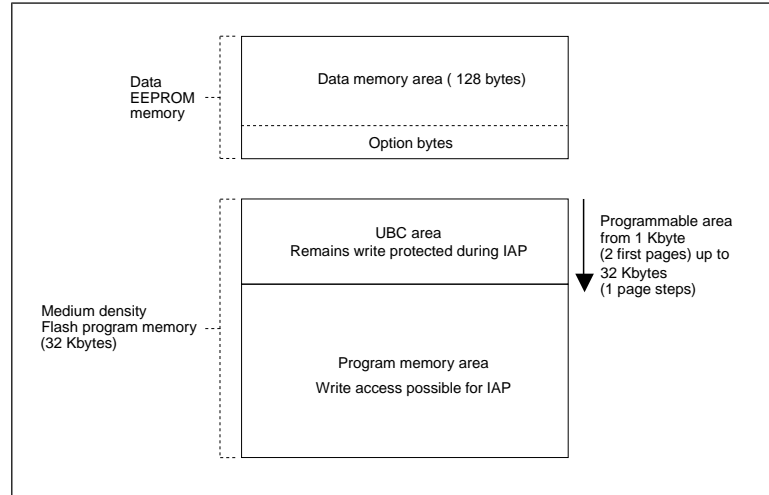 Data
EEPROM
memory
Data memory area ( 128 bytes)
Option bytes
Medium density
Flash program memory
(32 Kbytes)
UBC area
Remains write protected during IAP
Program memory area
Write access possible for IAP
Programmable area
from 1 Kbyte
(2 first pages) up to
32 Kbytes
(1 page steps)